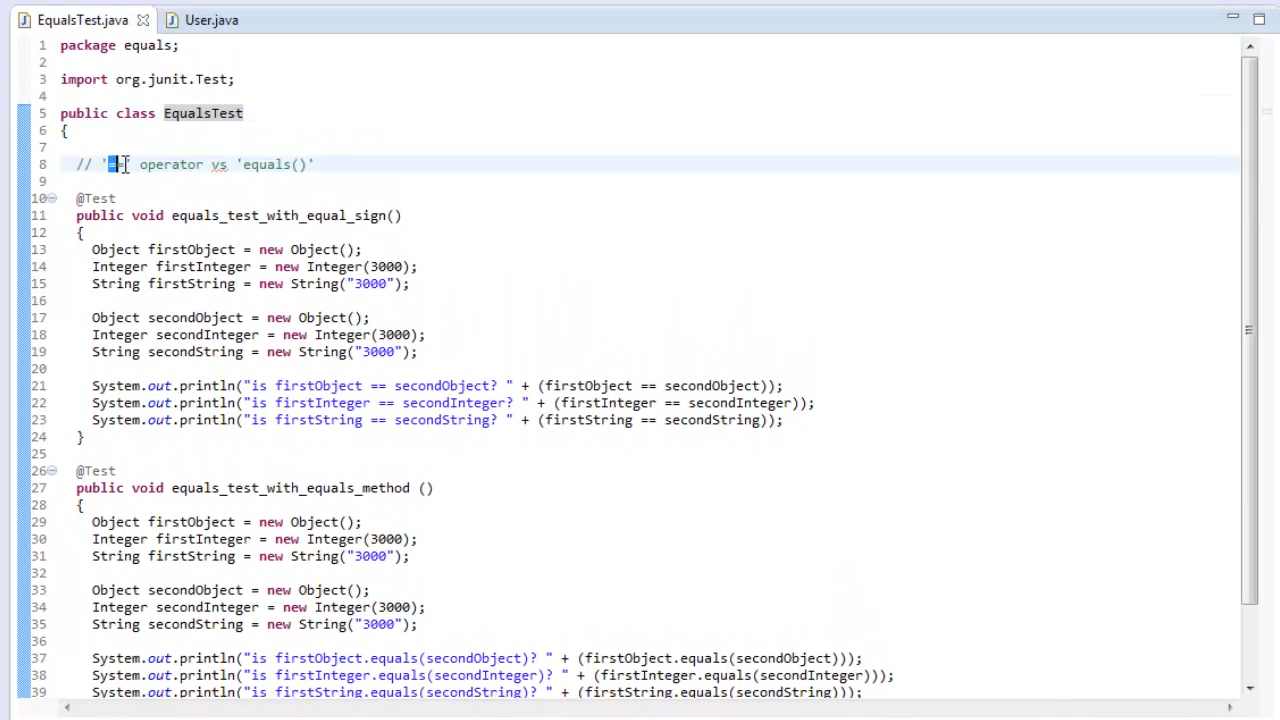 EqualsTest.java User.java
1 package equals;
2
3 import org.junit.Test;
4
5 public class EqualsTest
6 {
7
8 // '==' operator vs 'equals()'
9
10 @Test
11 public void equals_test_with_equal_sign()
12 {
13 Object firstObject = new Object();
14 Integer firstInteger = new Integer(3000);
15 String firstString = new String("3000");
16
17 Object secondObject = new Object();
18 Integer secondInteger = new Integer(3000);
19 String secondString = new String("3000");
20
21 System.out.println("is firstObject == secondObject? " + (firstObject == secondObject));
22 System.out.println("is firstInteger == secondInteger? " + (firstInteger == secondInteger));
23 System.out.println("is firstString == secondString? " + (firstString == secondString));
24 }
25
26 @Test
27 public void equals_test_with_equals_method ()
28 {
29 Object firstObject = new Object();
30 Integer firstInteger = new Integer(3000);
31 String firstString = new String("3000");
32
33 Object secondObject = new Object();
34 Integer secondInteger = new Integer(3000);
35 String secondString = new String("3000");
36
37 System.out.println("is firstObject.equals(secondObject)? " + (firstObject.equals(secondObject)));
38 System.out.println("is firstInteger.equals(secondInteger)? " + (firstInteger.equals(secondInteger)));
39 System.out.println("is firstString.equals(secondString)? " + (firstString.equals(secondString)));